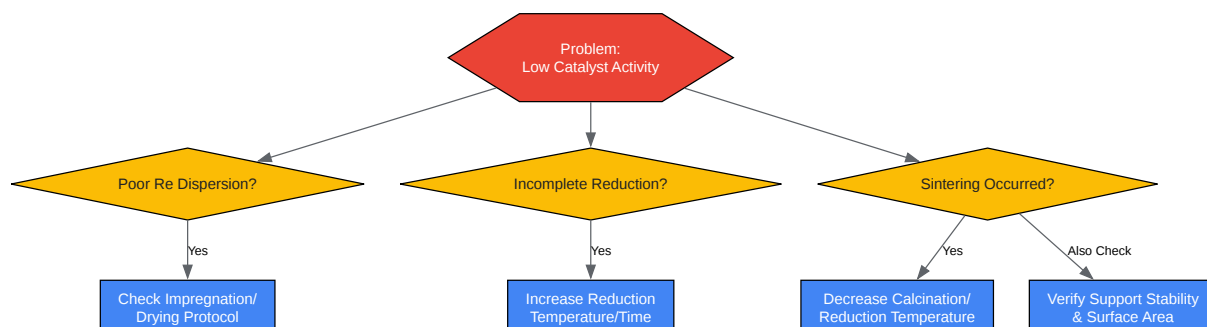 Problem:
Low Catalyst Activity
Poor Re Dispersion?
Incomplete Reduction?
Sintering Occurred?
Yes
Yes
Yes
Also Check
Check Impregnation/
Drying Protocol
Increase Reduction
Temperature/Time
Decrease Calcination/
Reduction Temperature
Verify Support Stability
& Surface Area